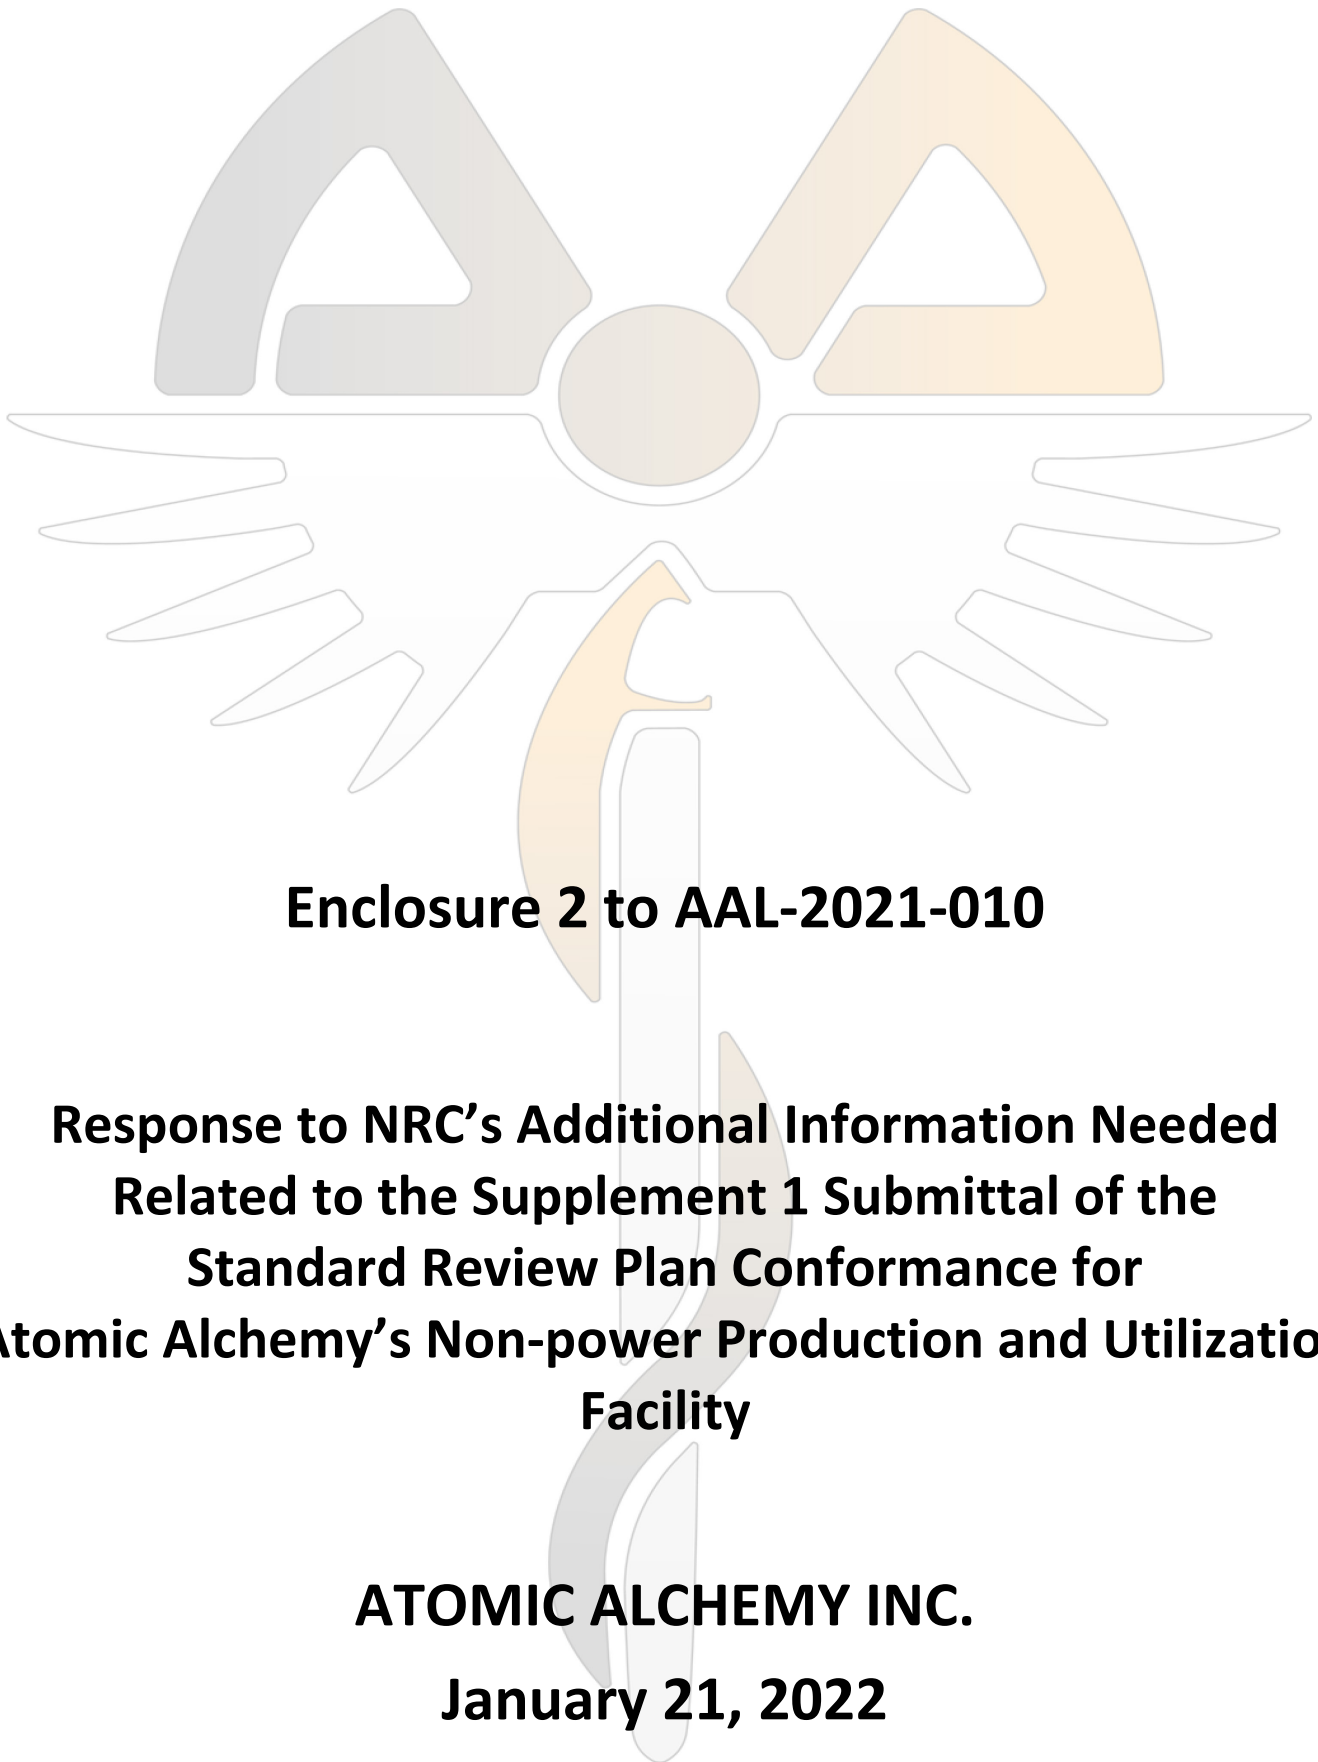 Enclosure 2 to AAL-2021-010
Response to NRC’s Additional Information Needed
Related to the Supplement 1 Submittal of the
Standard Review Plan Conformance for
Atomic Alchemy’s Non-power Production and Utilizatio
Facility
ATOMIC ALCHEMY INC.
January 21, 2022